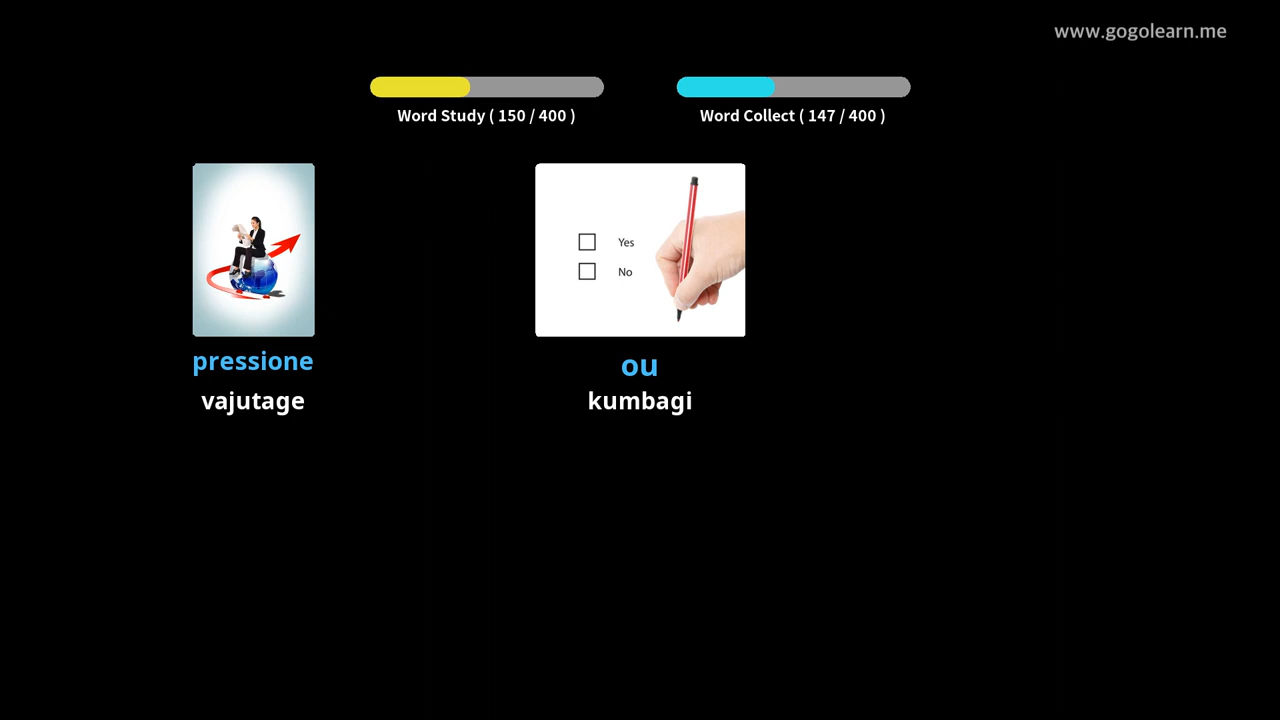 www.gogolearn.me
Word Study ( 150 / 400 )
Word Collect ( 147 / 400 )
Yes
No
pressione
vajutage
ou
kumbagi